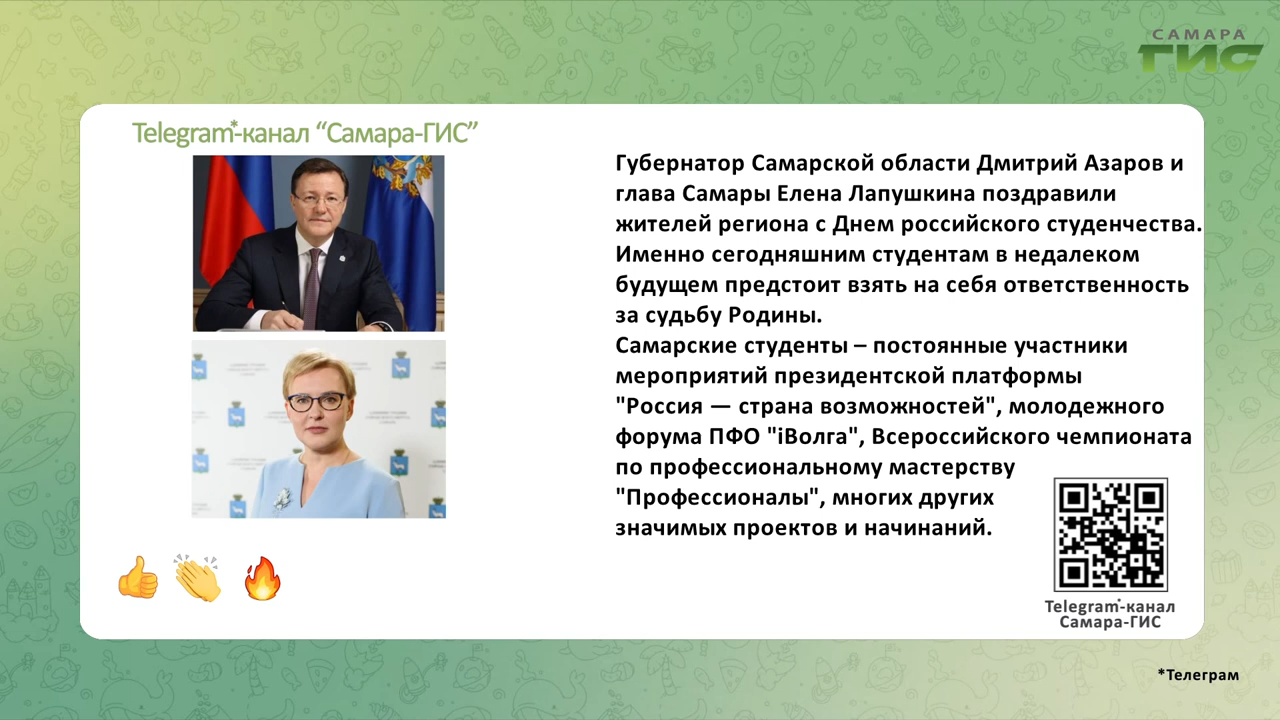 САМАРА
ГИС
Telegram*-канал “Самара-ГИС”
Губернатор Самарской области Дмитрий Азаров и
глава Самары Елена Лапушкина поздравили
жителей региона с Днем российского студенчества.
Именно сегодняшним студентам в недалеком
будущем предстоит взять на себя ответственность
за судьбу Родины.
Самарские студенты – постоянные участники
мероприятий президентской платформы
"Россия — страна возможностей", молодежного
форума ПФО "iВолга", Всероссийского чемпионата
по профессиональному мастерству
"Профессионалы", многих других
значимых проектов и начинаний.
Telegram*-канал
Самара-ГИС
*Телеграм